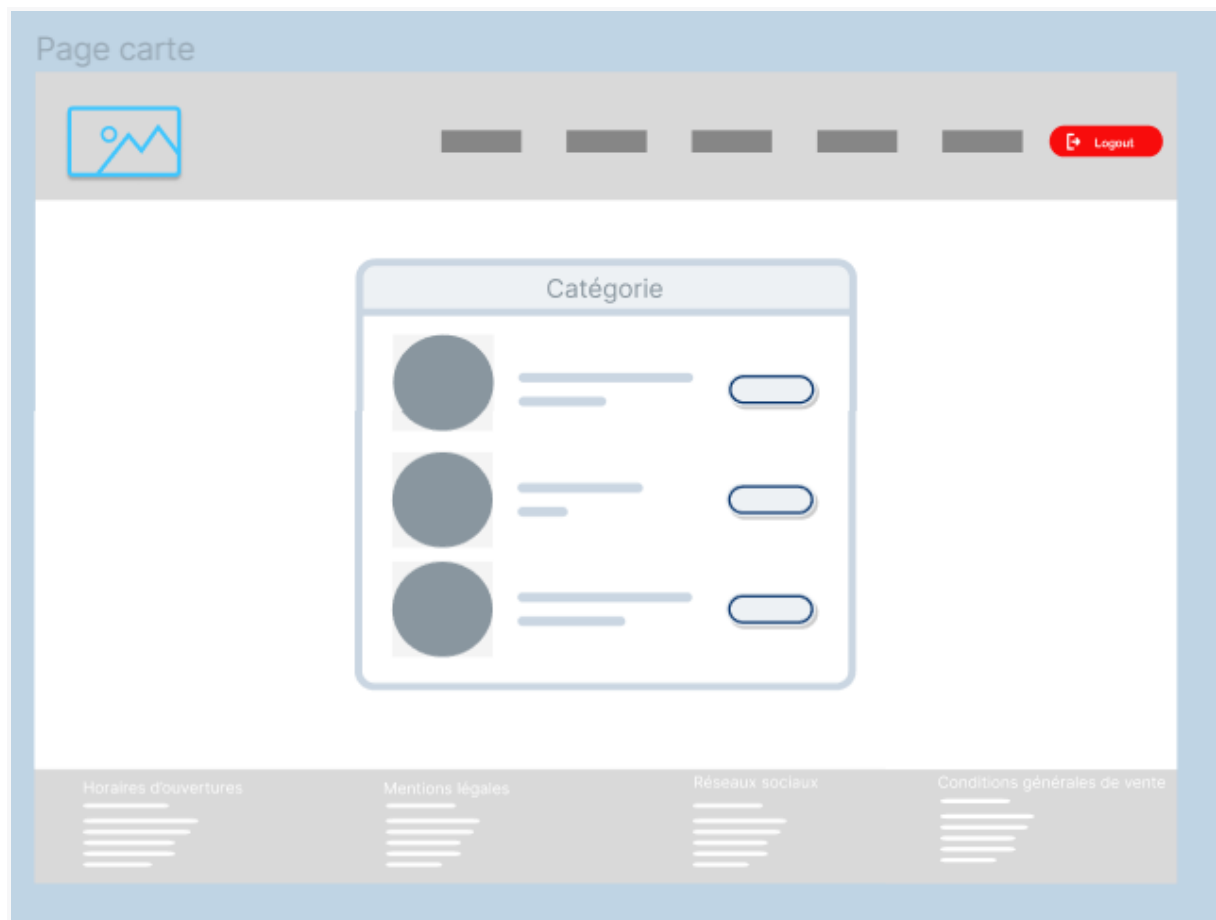 Page carte
Logout
Catégorie
Horaires d'ouvertures
Mentions légales
Réseaux sociaux
Conditions générales de vente